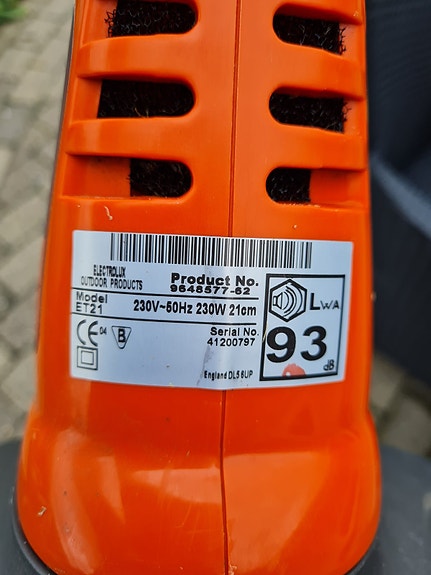 ELECTROLUX
OUTDOOR PRODUCTS
Product No.
9648577-62
Model
ET21
230V~50Hz 230W 21cm
CE 04 B
Serial No.
41200797
England DL5 6UP
LWA
93
dB